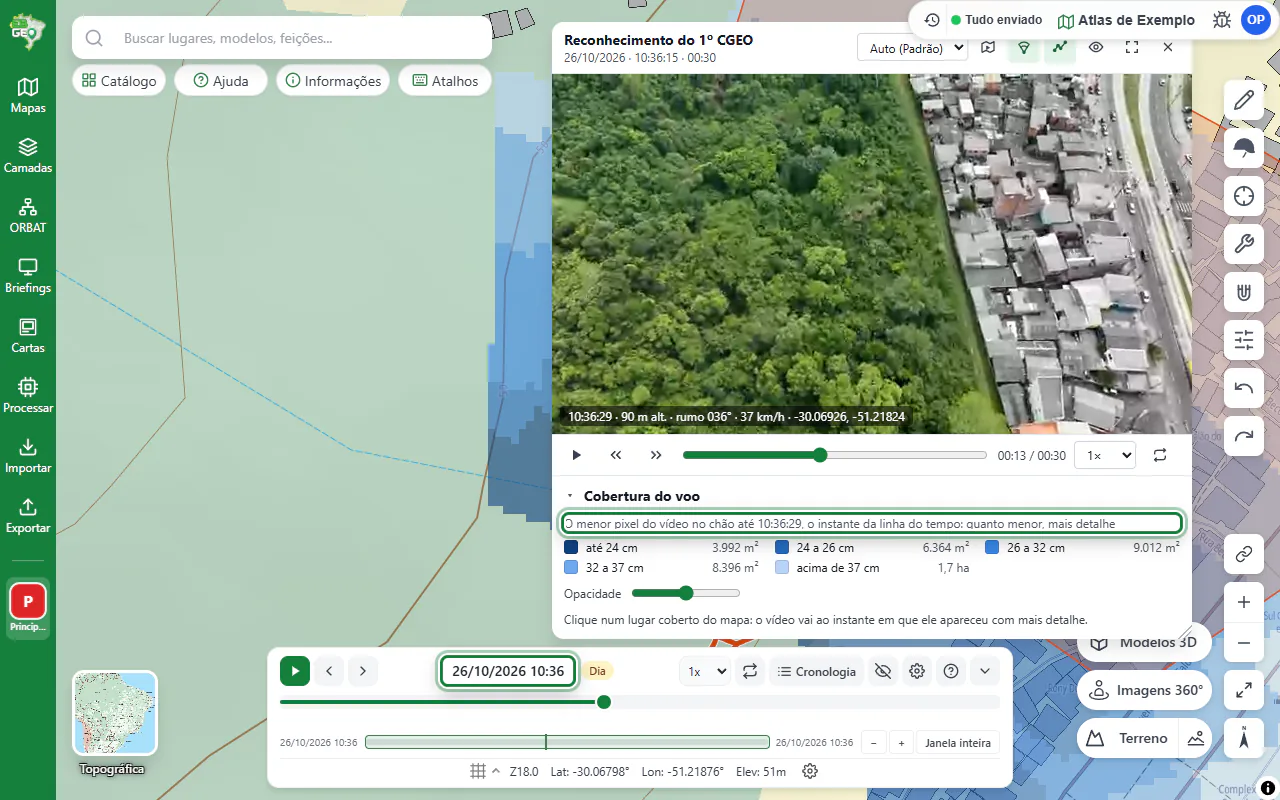 GEO
Buscar lugares, modelos, feições...
Catálogo
Ajuda
Informações
Atalhos
Mapas
Camadas
ORBAT
Briefings
Cartas
Processar
Importar
Exportar
P
Princip...
Reconhecimento do 1º CGEO
26/10/2026 · 10:36:15 · 00:30
Auto (Padrão)
Tudo enviado
Atlas de Exemplo
OP
10:36:29 · 90 m alt. · rumo 036° · 37 km/h · -30.06926, -51.21824
00:13 / 00:30
1×
Cobertura do voo
O menor pixel do vídeo no chão até 10:36:29, o instante da linha do tempo: quanto menor, mais detalhe
até 24 cm 3.992 m²
24 a 26 cm 6.364 m²
26 a 32 cm 9.012 m²
32 a 37 cm 8.396 m²
acima de 37 cm 1,7 ha
Opacidade
Clique num lugar coberto do mapa: o vídeo vai ao instante em que ele apareceu com mais detalhe.
26/10/2026 10:36
Dia
1x
Cronologia
26/10/2026 10:36
26/10/2026 10:36
−
+
Janela inteira
Z18.0
Lat: -30.06798°
Lon: -51.21876°
Elev: 51m
Topográfica
Modelos 3D
Imagens 360°
Terreno
Complex